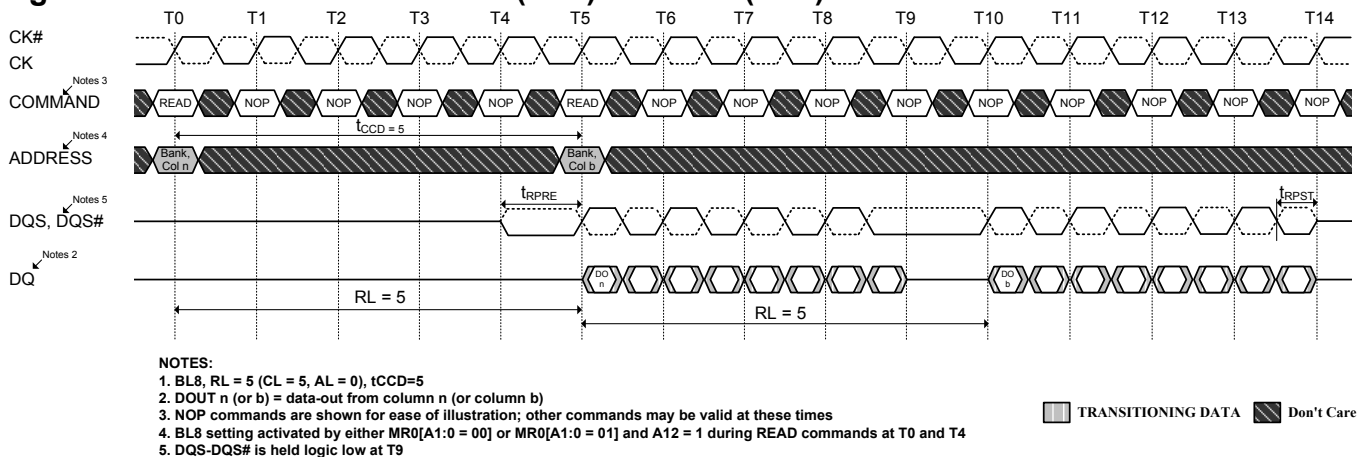 T0 T1 T2 T3 T4 T5 T6 T7 T8 T9 T10 T11 T12 T13 T14
CK#
CK
Notes 3
COMMAND READ NOP NOP NOP NOP READ NOP NOP NOP NOP NOP NOP NOP NOP NOP
tCCD = 5
Notes 4
ADDRESS Bank, Col n Bank, Col b
Notes 5
tRPRE tRPST
DQS, DQS#
Notes 2
DQ DO n DO b
RL = 5
RL = 5
NOTES:
1. BL8, RL = 5 (CL = 5, AL = 0), tCCD=5
2. DOUT n (or b) = data-out from column n (or column b)
3. NOP commands are shown for ease of illustration; other commands may be valid at these times
4. BL8 setting activated by either MR0[A1:0 = 00] or MR0[A1:0 = 01] and A12 = 1 during READ commands at T0 and T4
5. DQS-DQS# is held logic low at T9
TRANSITIONING DATA Don't Care